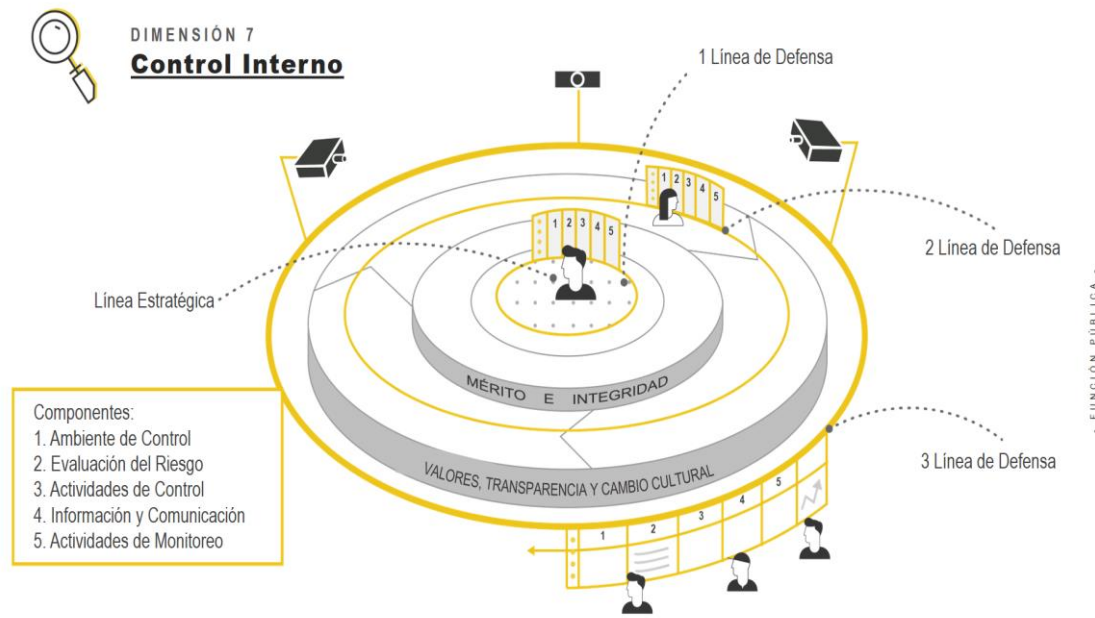 DIMENSIÓN 7
Control Interno
1 Línea de Defensa
1 2 3 4 5
1 2 3 4 5
2 Línea de Defensa
Línea Estratégica
FUNCIÓN PÚBLICA
MÉRITO E INTEGRIDAD
VALORES, TRANSPARENCIA Y CAMBIO CULTURAL
3 Línea de Defensa
Componentes:
1. Ambiente de Control
2. Evaluación del Riesgo
3. Actividades de Control
4. Información y Comunicación
5. Actividades de Monitoreo
1 2 3 4 5